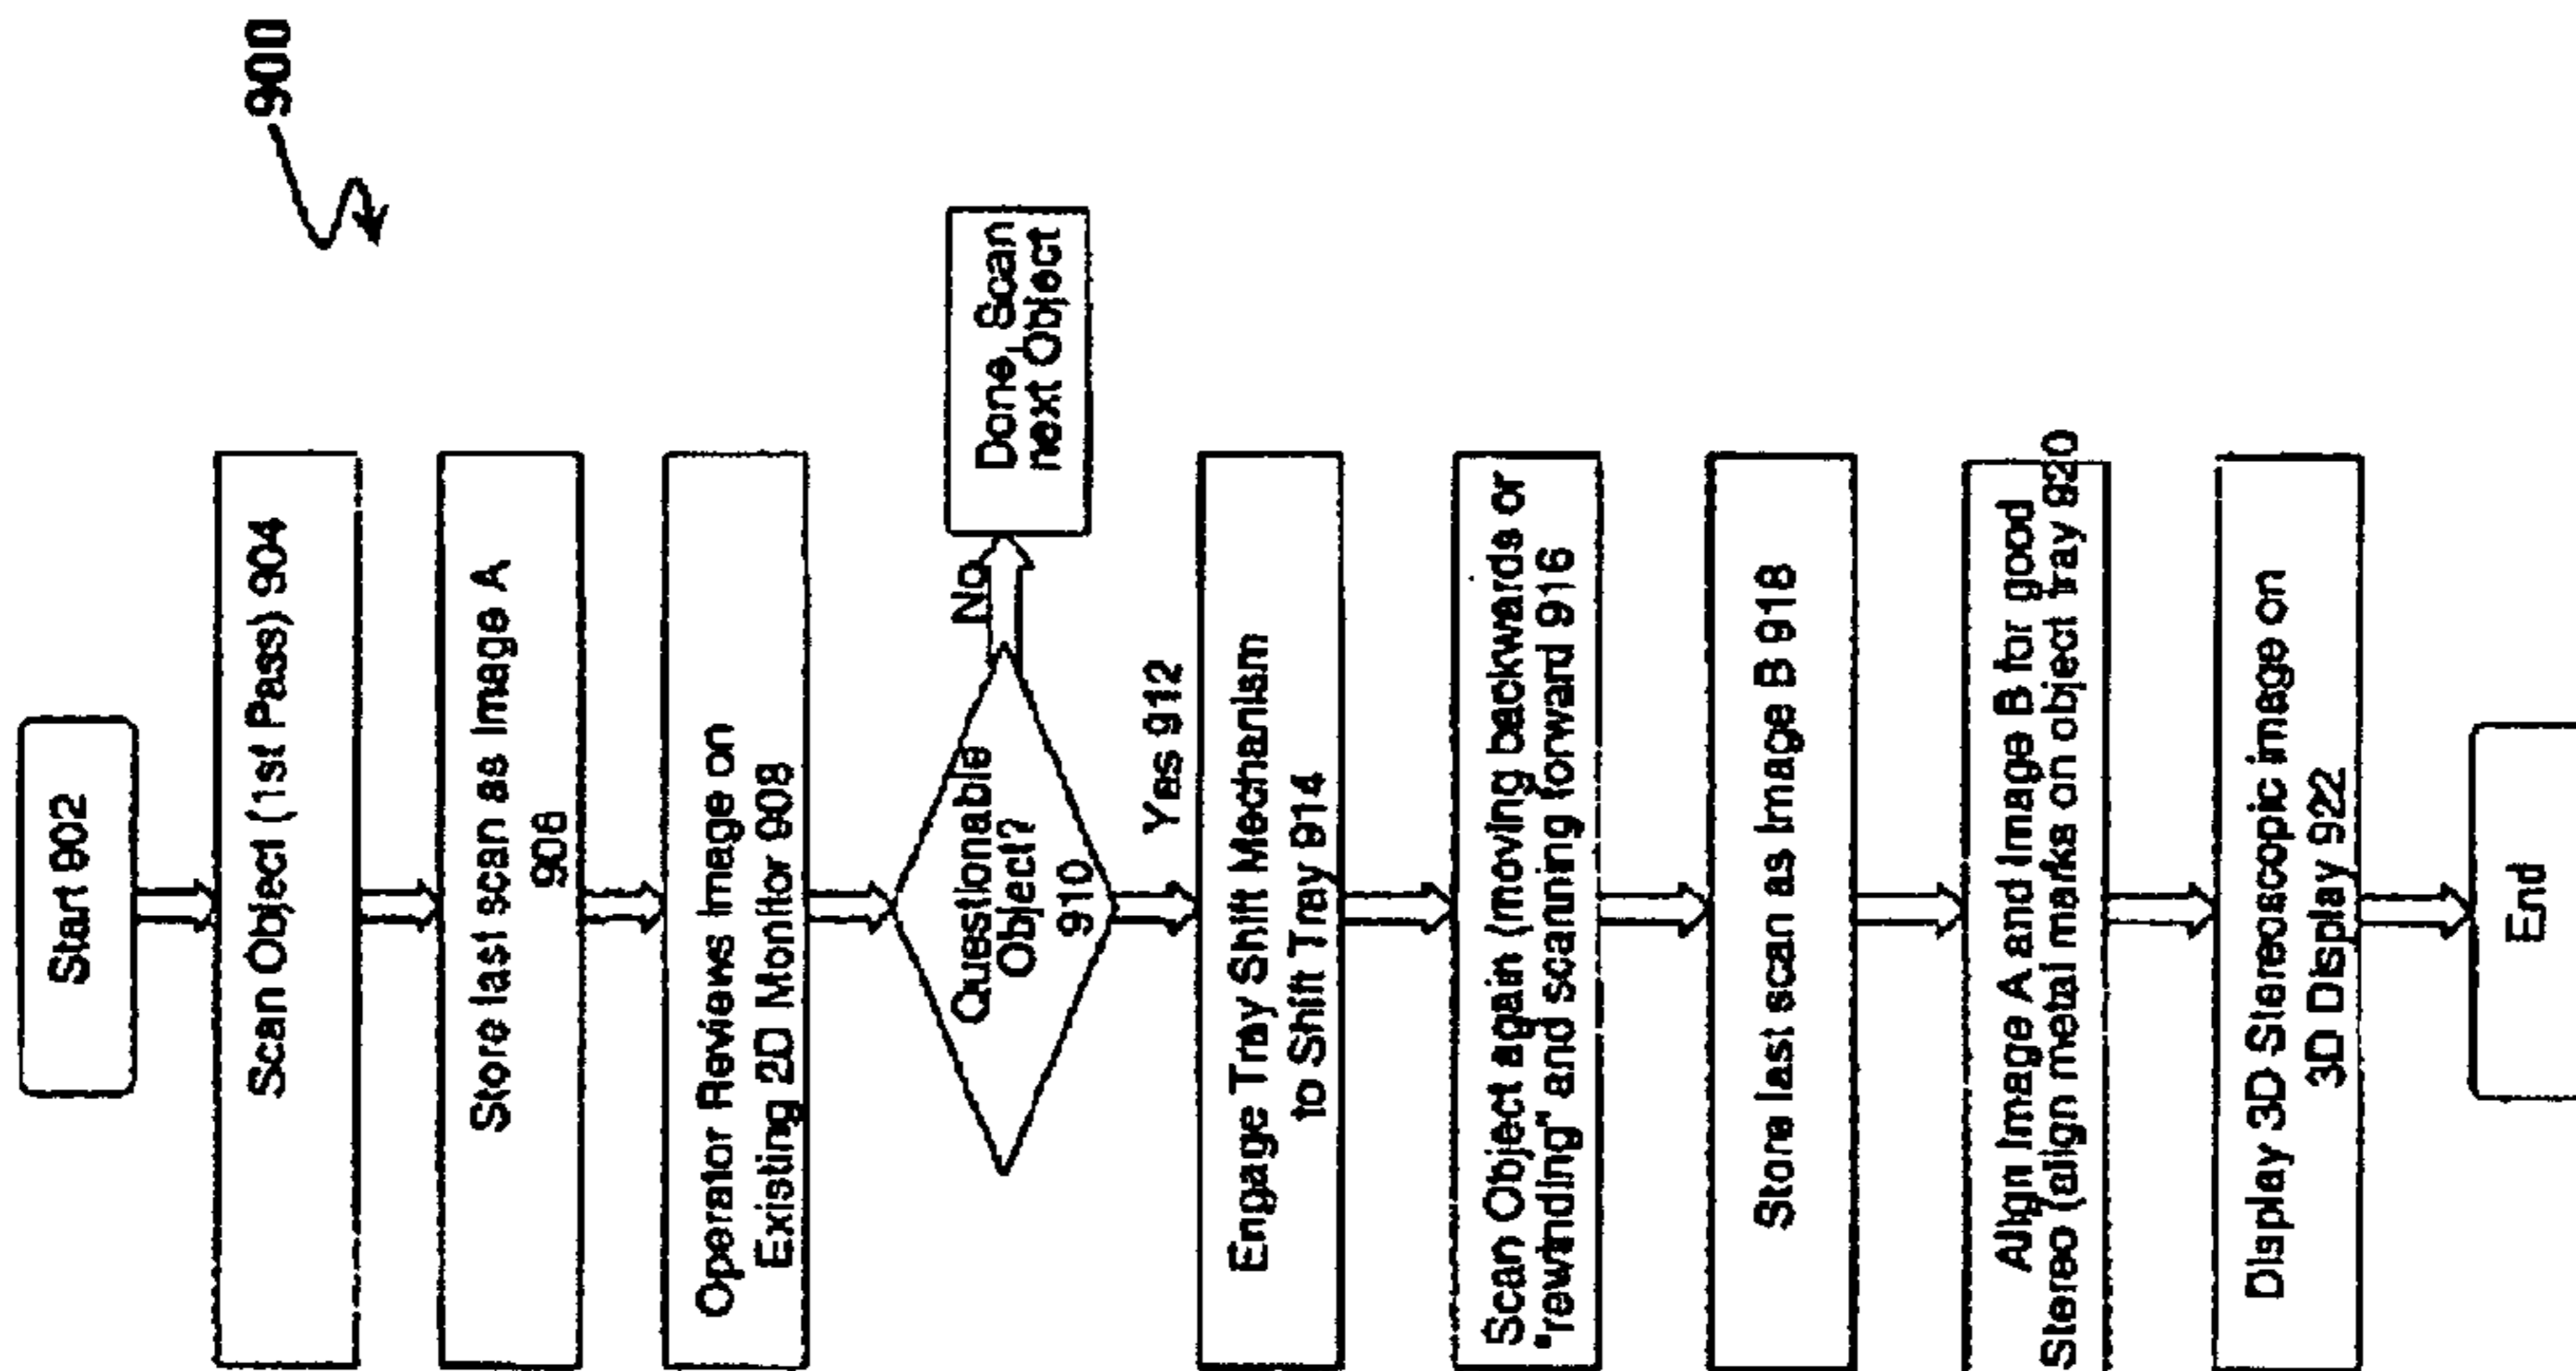 900
Start 902
Scan Object (1st Pass) 904
Store last scan as Image A
906
Operator Reviews Image on
Existing 2D Monitor 908
Questionable
Object?
910
No
Done, Scan
next Object
Yes 912
Engage Tray Shift Mechanism
to Shift Tray 914
Scan Object again (moving backwards or
"rewinding" and scanning forward 916
Store last scan as Image B 918
Align Image A and Image B for good
Stereo (align metal marks on object tray 920
Display 3D Stereoscopic image on
3D Display 922
End